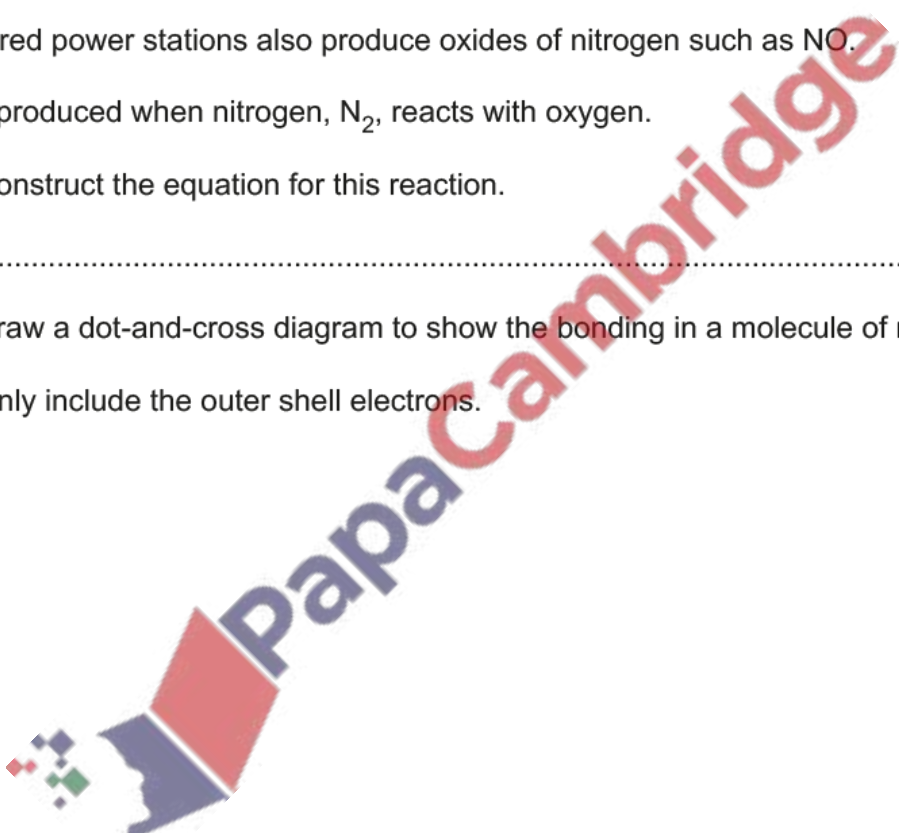 red power stations also produce oxides of nitrogen such as NO.
produced when nitrogen, N₂, reacts with oxygen.
onstruct the equation for this reaction.
................................................................................................................
raw a dot-and-cross diagram to show the bonding in a molecule of
nly include the outer shell electrons.
PapaCambridge